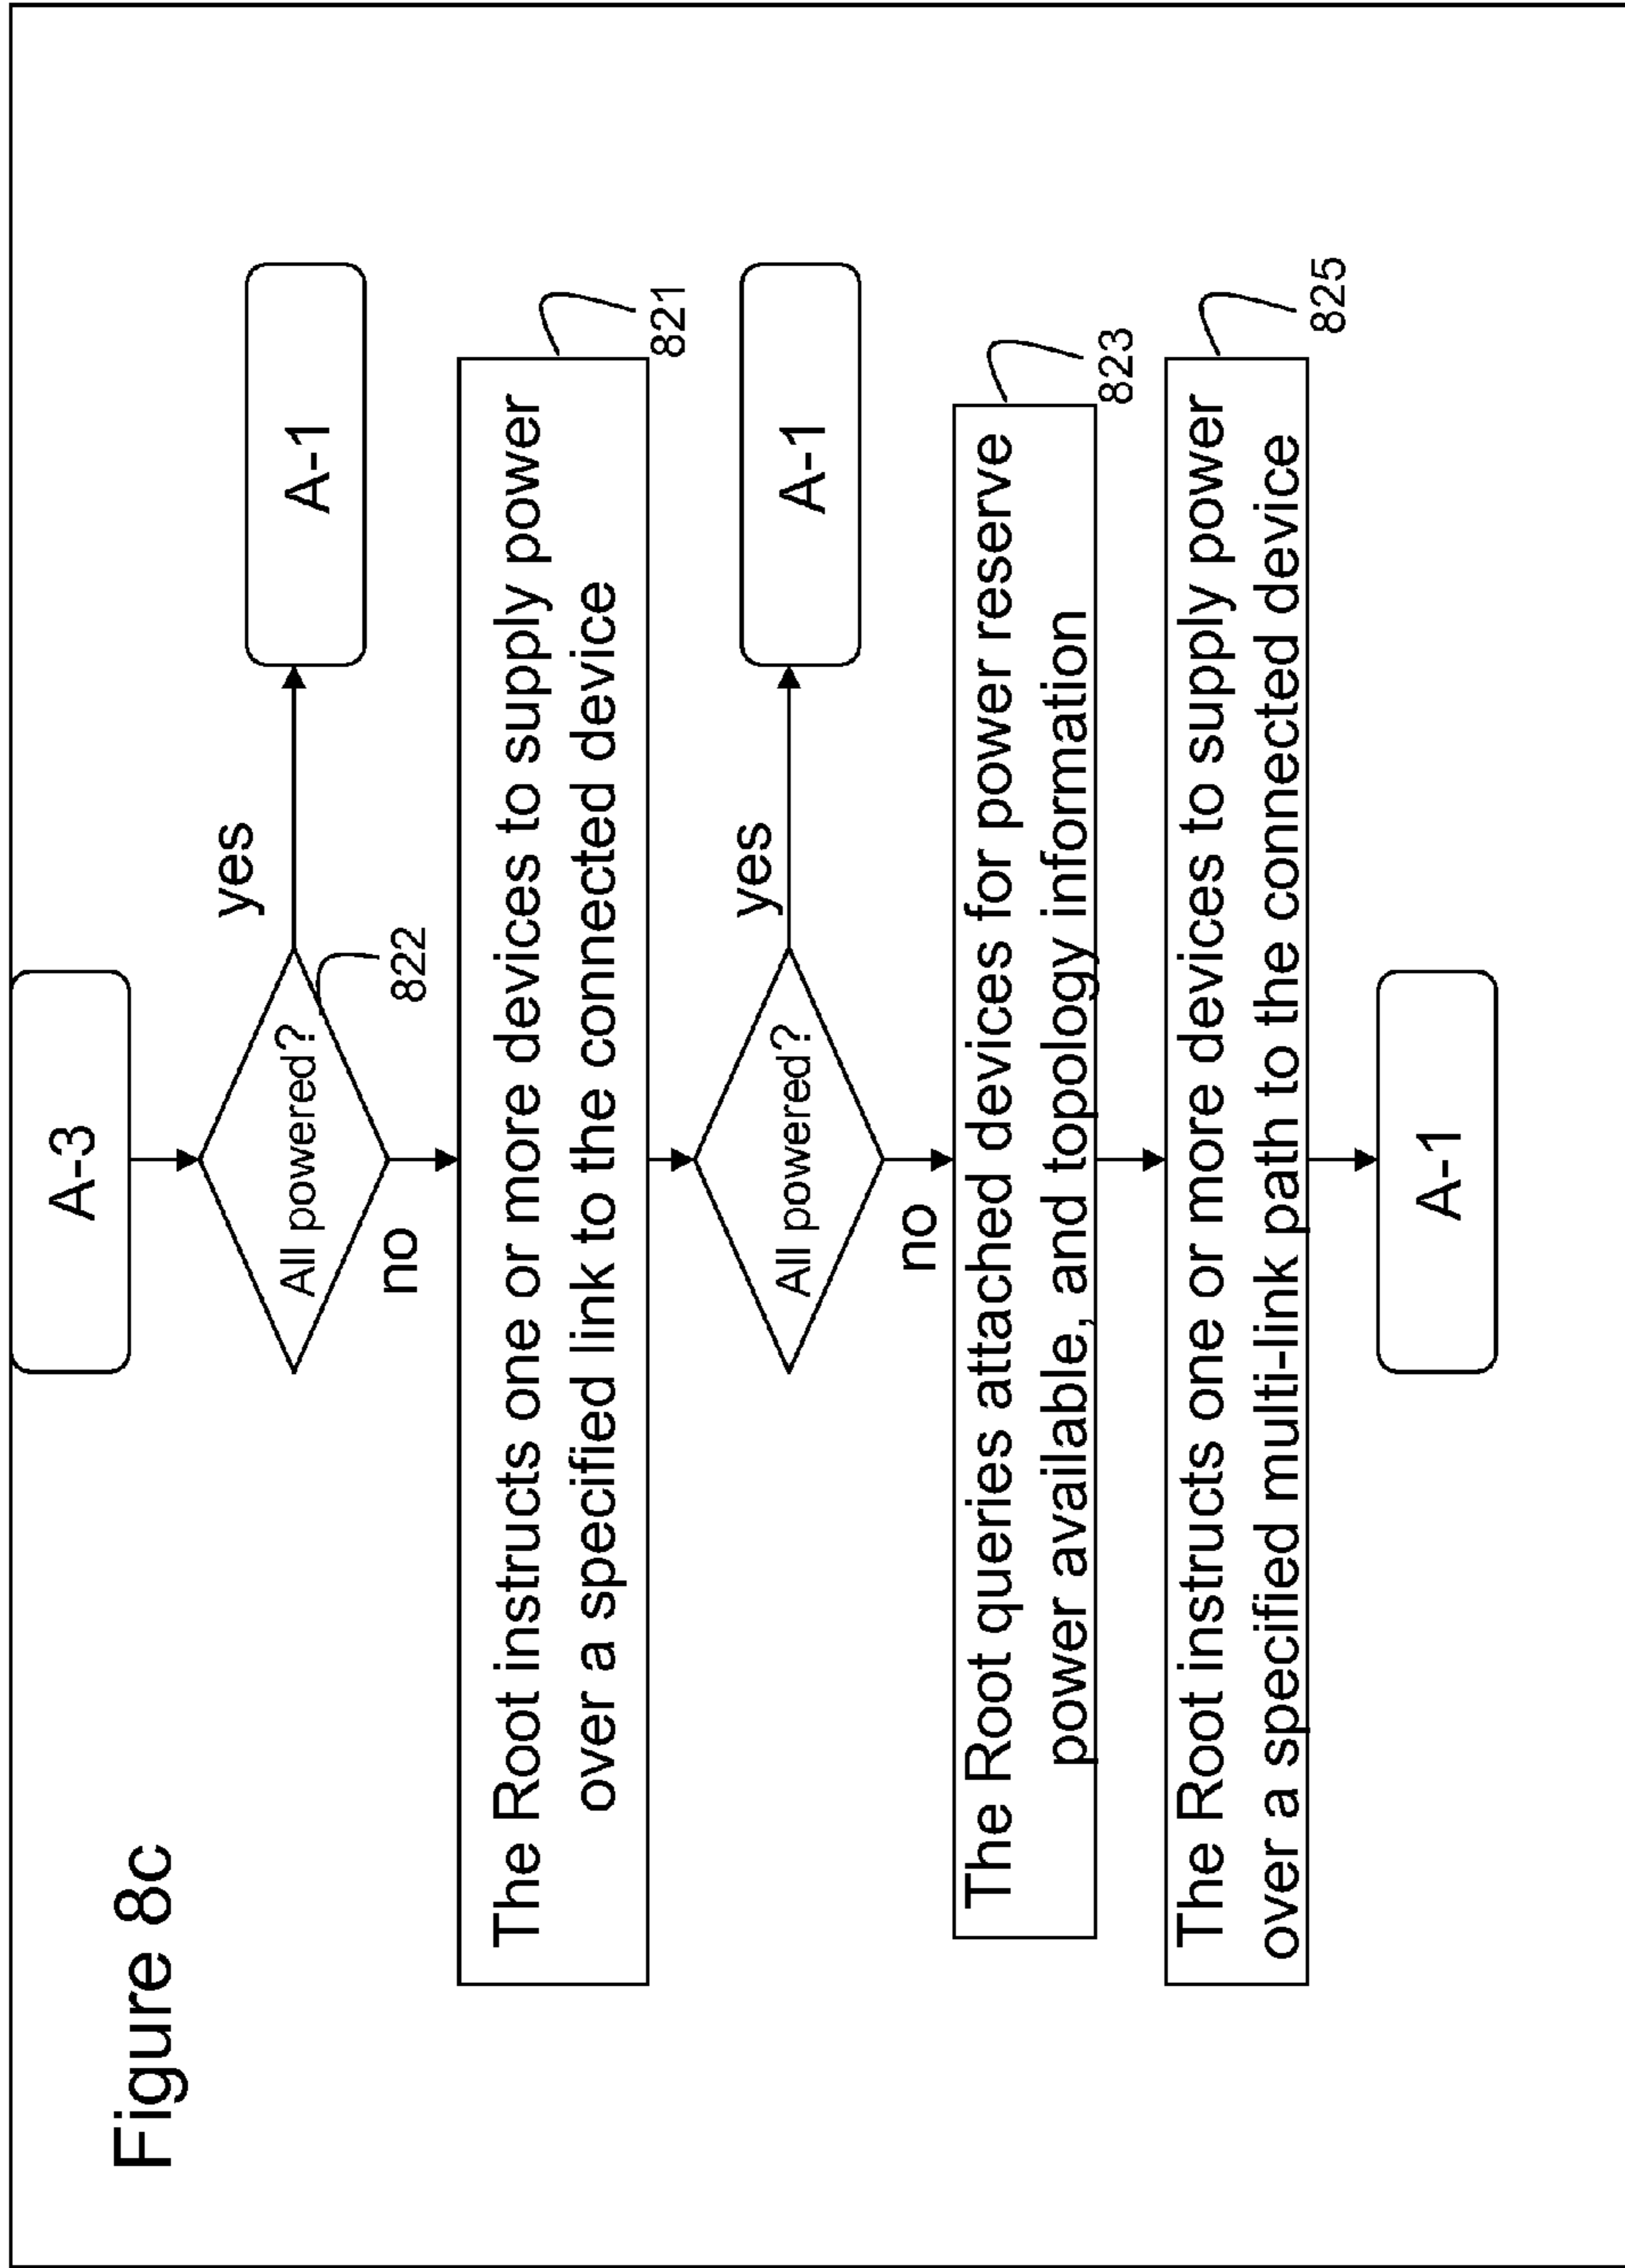 Figure 8c
A-3
All powered?
822
yes
A-1
no
The Root instructs one or more devices to supply power
over a specified link to the connected device
821
All powered?
yes
A-1
no
The Root queries attached devices for power reserve
power available, and topology information
823
The Root instructs one or more devices to supply power
over a specified multi-link path to the connected device
825
A-1